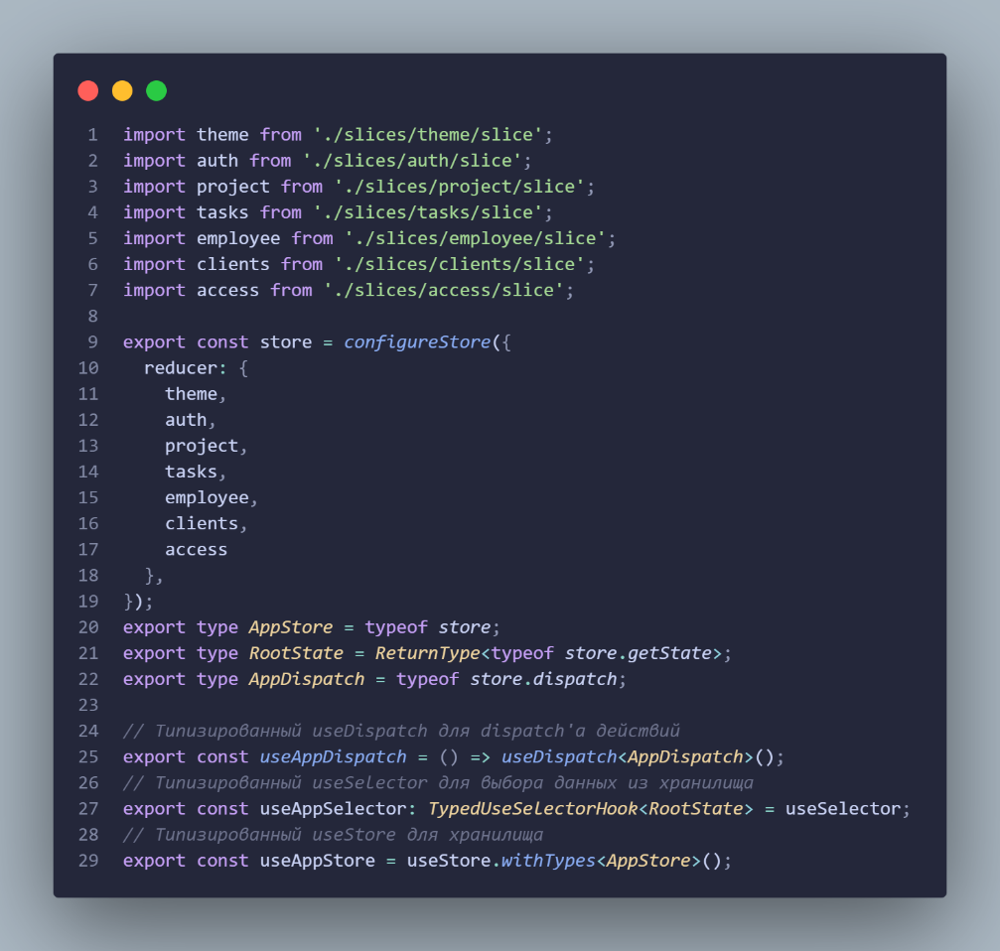 1 import theme from './slices/theme/slice';
2 import auth from './slices/auth/slice';
3 import project from './slices/project/slice';
4 import tasks from './slices/tasks/slice';
5 import employee from './slices/employee/slice';
6 import clients from './slices/clients/slice';
7 import access from './slices/access/slice';
8
9 export const store = configureStore({
10   reducer: {
11     theme,
12     auth,
13     project,
14     tasks,
15     employee,
16     clients,
17     access
18   },
19 });
20 export type AppStore = typeof store;
21 export type RootState = ReturnType<typeof store.getState>;
22 export type AppDispatch = typeof store.dispatch;
23
24 // Типизированный useDispatch для dispatch'а действий
25 export const useAppDispatch = () => useDispatch<AppDispatch>();
26 // Типизированный useSelector для выбора данных из хранилища
27 export const useAppSelector: TypedUseSelectorHook<RootState> = useSelector;
28 // Типизированный useStore для хранилища
29 export const useAppStore = useStore.withTypes<AppStore>();